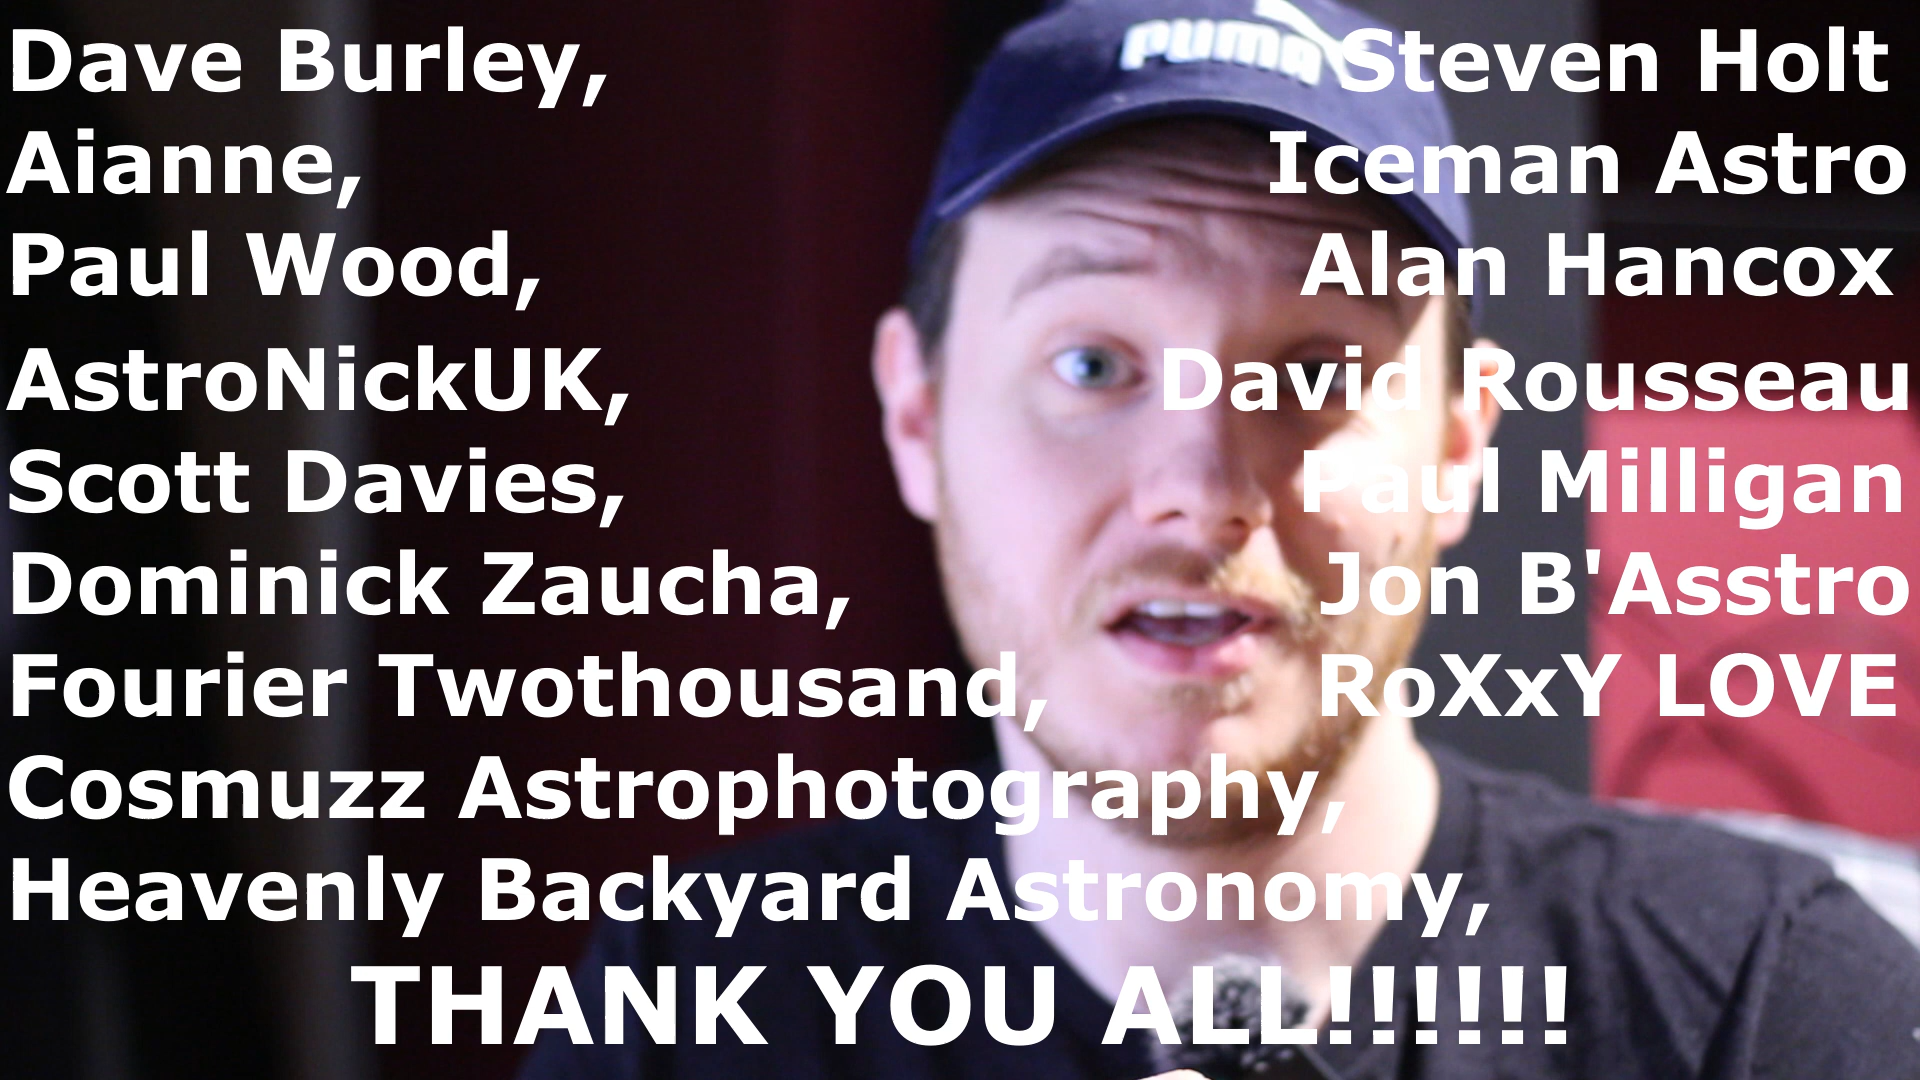 PUMA
Dave Burley,
Aianne,
Paul Wood,
AstroNickUK,
Scott Davies,
Dominick Zaucha,
Fourier Twothousand,
Cosmuzz Astrophotography,
Heavenly Backyard Astronomy,
Steven Holt
Iceman Astro
Alan Hancox
David Rousseau
Paul Milligan
Jon B'Asstro
RoXxY LOVE
THANK YOU ALL!!!!!!